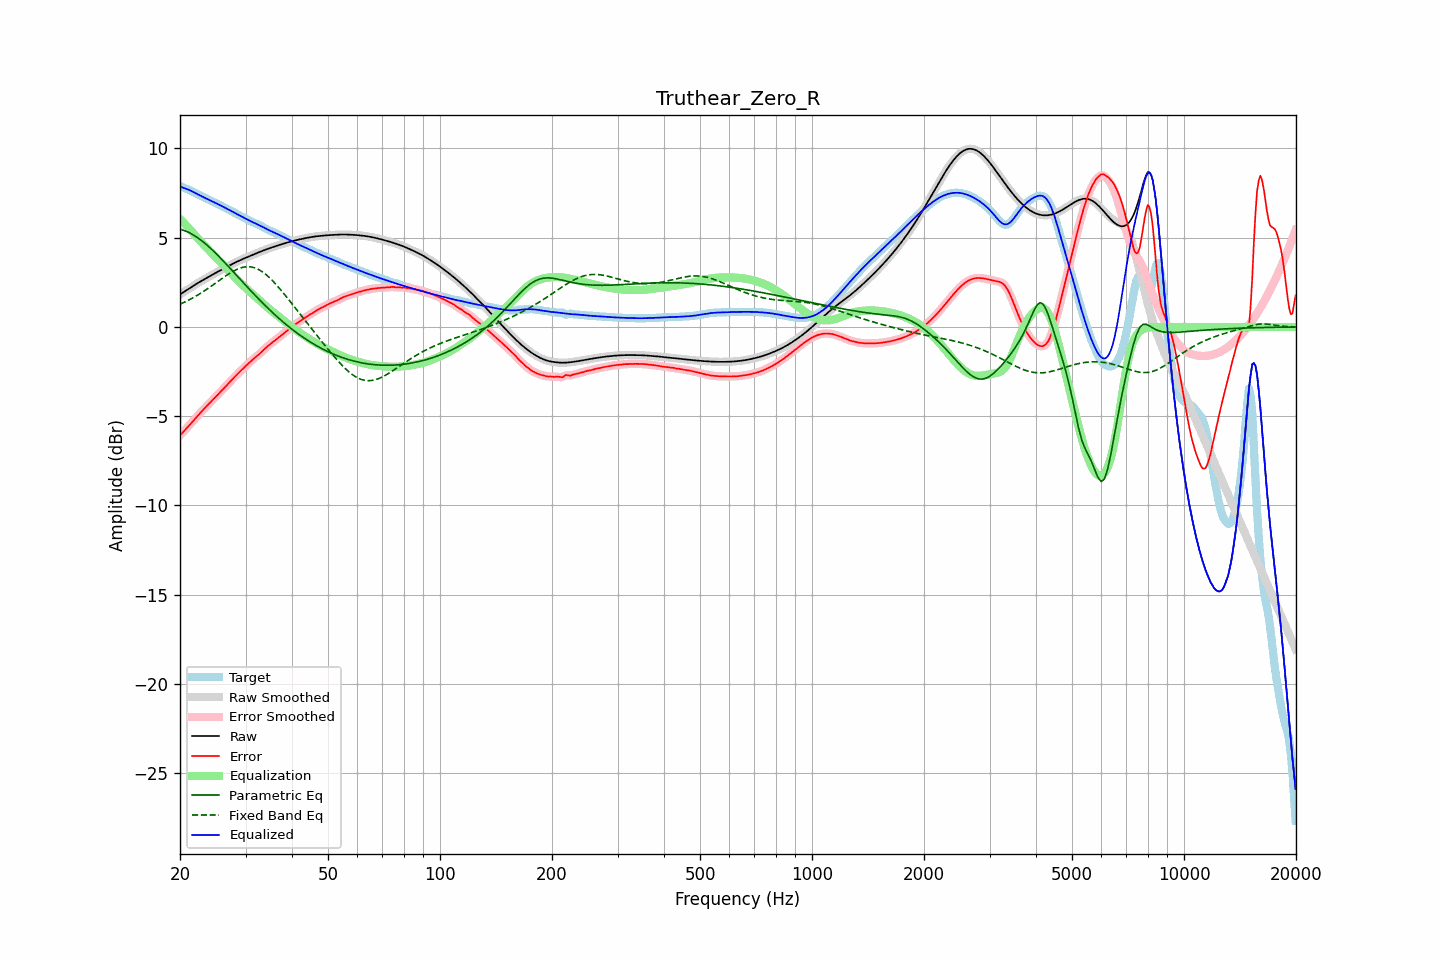 Truthear_Zero_R
Amplitude (dBr)
10
5
0
−5
−10
−15
−20
−25
Target
Raw Smoothed
Error Smoothed
Raw
Error
Equalization
Parametric Eq
Fixed Band Eq
Equalized
20 50 100 200 500 1000 2000 5000 10000 20000
Frequency (Hz)